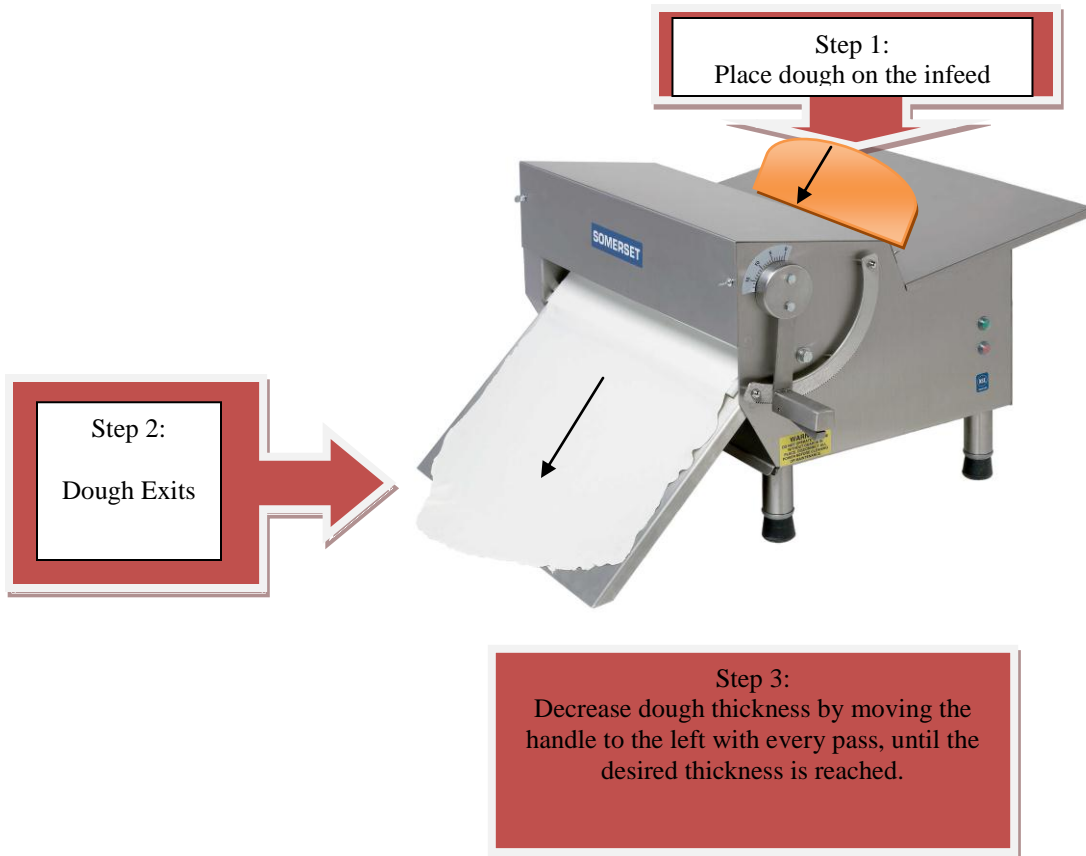 Step 1:
Place dough on the infeed
SOMERSET
Step 2:
Dough Exits
WARNING
Step 3:
Decrease dough thickness by moving the
handle to the left with every pass, until the
desired thickness is reached.